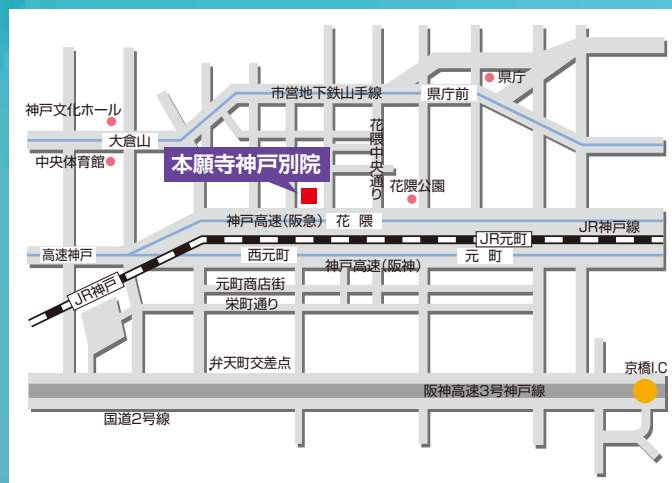 県庁
市営地下鉄山手線
県庁前
神戸文化ホール
大倉山
花隈中央通り
中央体育館
本願寺神戸別院
花隈公園
神戸高速(阪急)
花隈
JR神戸線
JR元町
高速神戸
西元町
元町
神戸高速(阪神)
JR神戸
元町商店街
栄町通り
弁天町交差点
京橋I.C
阪神高速3号神戸線
国道2号線